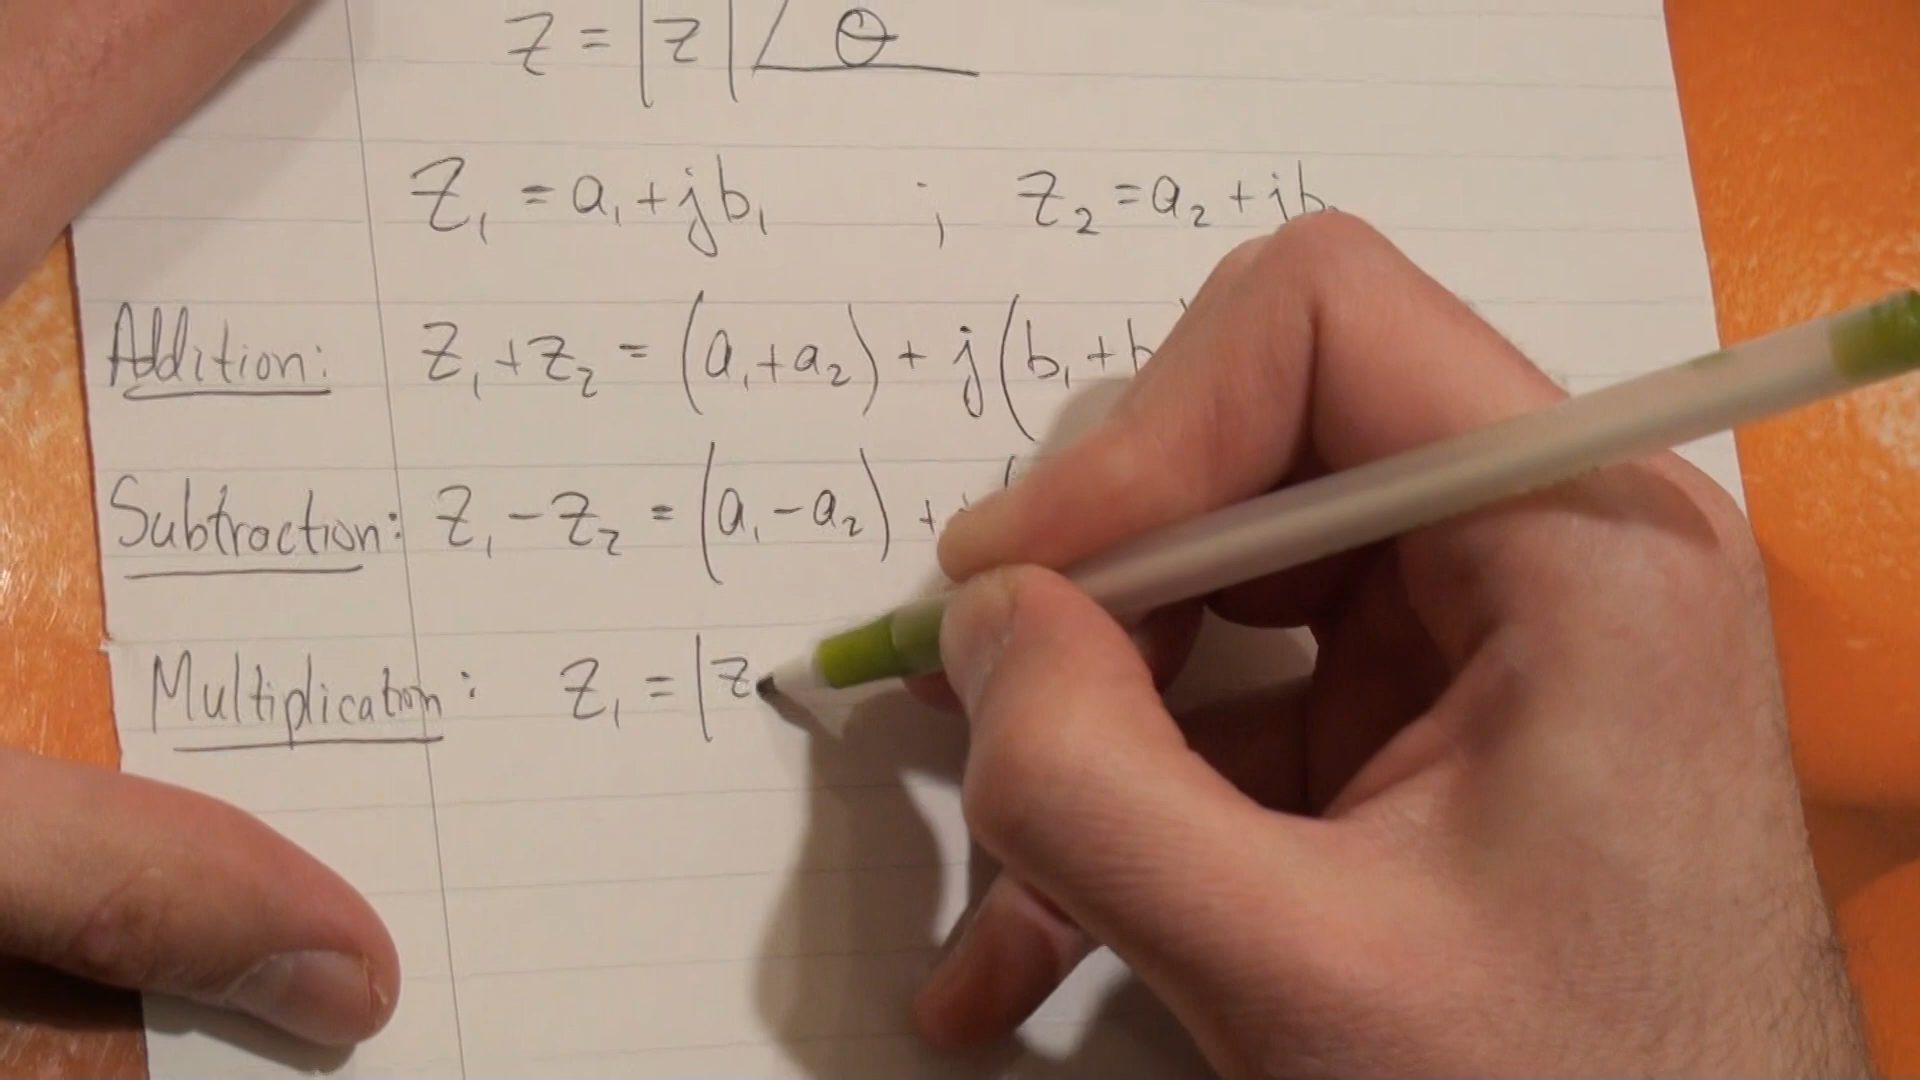 Z = |Z| ∠θ
Z₁ = a₁ + jb₁ ; Z₂ = a₂ + jb
Addition: Z₁ + Z₂ = (a₁ + a₂) + j(b₁ + b
Subtraction: Z₁ - Z₂ = (a₁ - a₂) +
Multiplication: Z₁ = |Z